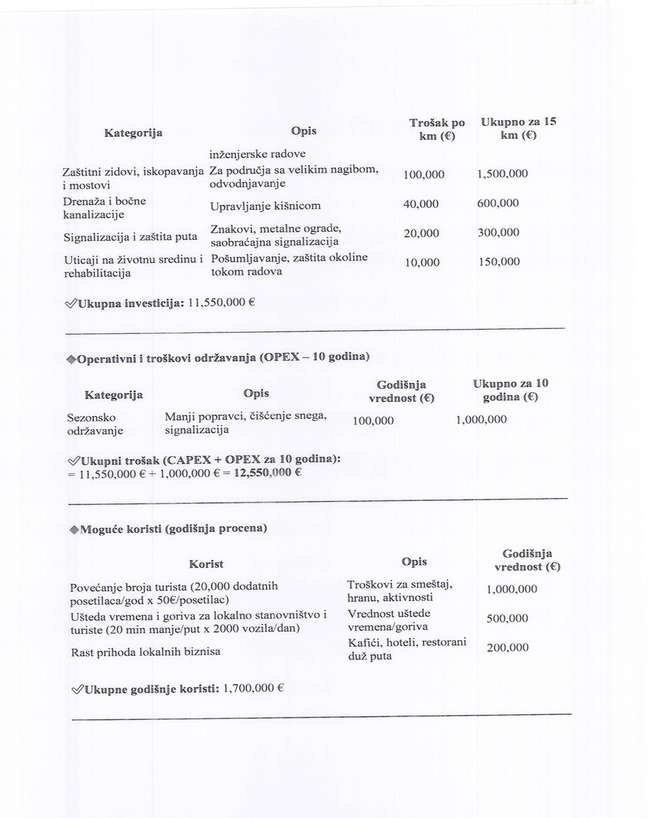 Kategorija Opis Trošak po km (€) Ukupno za 15 km (€)
inženjerske radove
Zaštitni zidovi, iskopavanja i mostovi Za područja sa velikim nagibom, odvodnjavanje 100,000 1,500,000
Drenaža i bočne kanalizacije Upravljanje kišnicom 40,000 600,000
Signalizacija i zaštita puta Znakovi, metalne ograde, saobraćajna signalizacija 20,000 300,000
Uticaji na životnu sredinu i rehabilitacija Pošumljavanje, zaštita okoline tokom radova 10,000 150,000
✓Ukupna investicija: 11,550,000 €
◆Operativni i troškovi održavanja (OPEX – 10 godina)
Kategorija Opis Godišnja vrednost (€) Ukupno za 10 godina (€)
Sezonsko održavanje Manji popravci, čišćenje snega, signalizacija 100,000 1,000,000
✓Ukupni trošak (CAPEX + OPEX za 10 godina):
= 11,550,000 € + 1,000,000 € = 12,550,000 €
◆Moguće koristi (godišnja procena)
Korist Opis Godišnja vrednost (€)
Povećanje broja turista (20,000 dodatnih posetilaca/god x 50€/posetilac) Troškovi za smeštaj, hranu, aktivnosti 1,000,000
Ušteda vremena i goriva za lokalno stanovništvo i turiste (20 min manje/put x 2000 vozila/dan) Vrednost uštede vremena/goriva 500,000
Rast prihoda lokalnih biznisa Kafići, hoteli, restorani duž puta 200,000
✓Ukupne godišnje koristi: 1,700,000 €